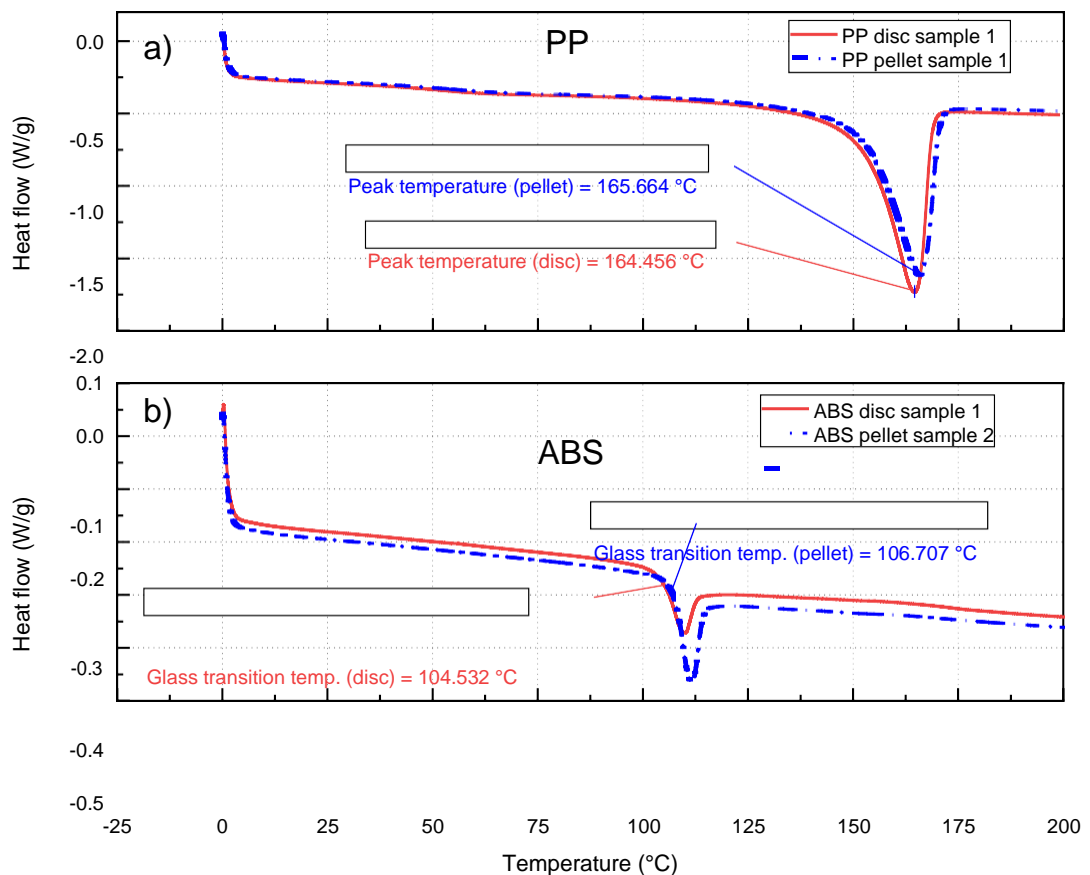 a)
PP
PP disc sample 1
PP pellet sample 1
0.0
-0.5
-1.0
-1.5
-2.0
Heat flow (W/g)
Peak temperature (pellet) = 165.664 °C
Peak temperature (disc) = 164.456 °C
b)
ABS
ABS disc sample 1
ABS pellet sample 2
0.1
0.0
-0.1
-0.2
-0.3
-0.4
-0.5
Heat flow (W/g)
Glass transition temp. (pellet) = 106.707 °C
Glass transition temp. (disc) = 104.532 °C
-25 0 25 50 75 100 125 150 175 200
Temperature (°C)